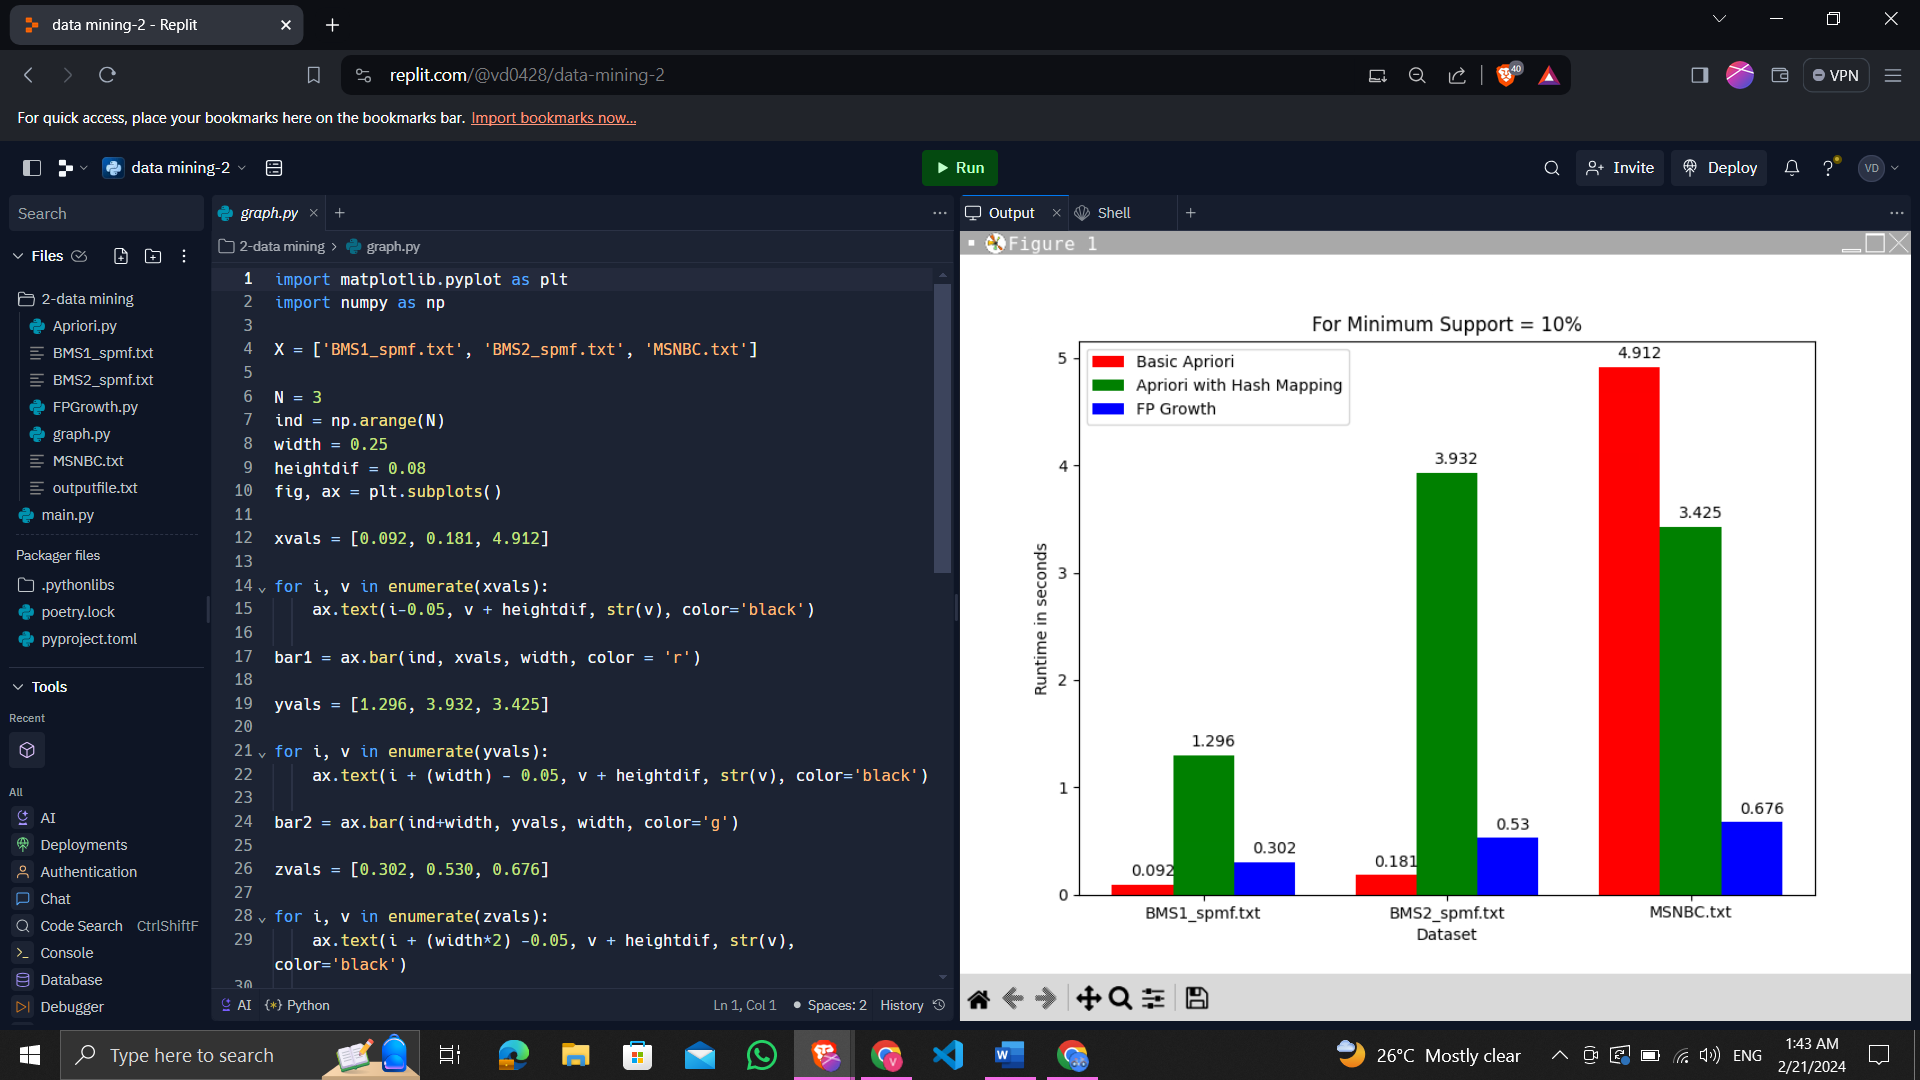 data mining-2 - Replit
replit.com/@vd0428/data-mining-2
40
VPN
For quick access, place your bookmarks here on the bookmarks bar. Import bookmarks now...
data mining-2
Run
Invite
Deploy
VD
Search
Files
2-data mining
Apriori.py
BMS1_spmf.txt
BMS2_spmf.txt
FPGrowth.py
graph.py
MSNBC.txt
outputfile.txt
main.py
Packager files
.pythonlibs
poetry.lock
pyproject.toml
Tools
Recent
All
AI
Deployments
Authentication
Chat
Code Search CtrlShiftF
Console
Database
Debugger
graph.py
2-data mining > graph.py
1 import matplotlib.pyplot as plt
2 import numpy as np
3
4 X = ['BMS1_spmf.txt', 'BMS2_spmf.txt', 'MSNBC.txt']
5
6 N = 3
7 ind = np.arange(N)
8 width = 0.25
9 heightdif = 0.08
10 fig, ax = plt.subplots()
11
12 xvals = [0.092, 0.181, 4.912]
13
14 for i, v in enumerate(xvals):
15 ax.text(i-0.05, v + heightdif, str(v), color='black')
16
17 bar1 = ax.bar(ind, xvals, width, color = 'r')
18
19 yvals = [1.296, 3.932, 3.425]
20
21 for i, v in enumerate(yvals):
22 ax.text(i + (width) - 0.05, v + heightdif, str(v), color='black')
23
24 bar2 = ax.bar(ind+width, yvals, width, color='g')
25
26 zvals = [0.302, 0.530, 0.676]
27
28 for i, v in enumerate(zvals):
29 ax.text(i + (width*2) -0.05, v + heightdif, str(v),
color='black')
30
AI {*} Python
Ln 1, Col 1 Spaces: 2 History
Output
Shell
Figure 1
For Minimum Support = 10%
Basic Apriori
Apriori with Hash Mapping
FP Growth
Runtime in seconds
5
4
3
2
1
0
4.912
3.932
3.425
1.296
0.092
0.302
0.181
0.53
0.676
BMS1_spmf.txt
BMS2_spmf.txt
MSNBC.txt
Dataset
Type here to search
26°C Mostly clear
ENG
1:43 AM
2/21/2024